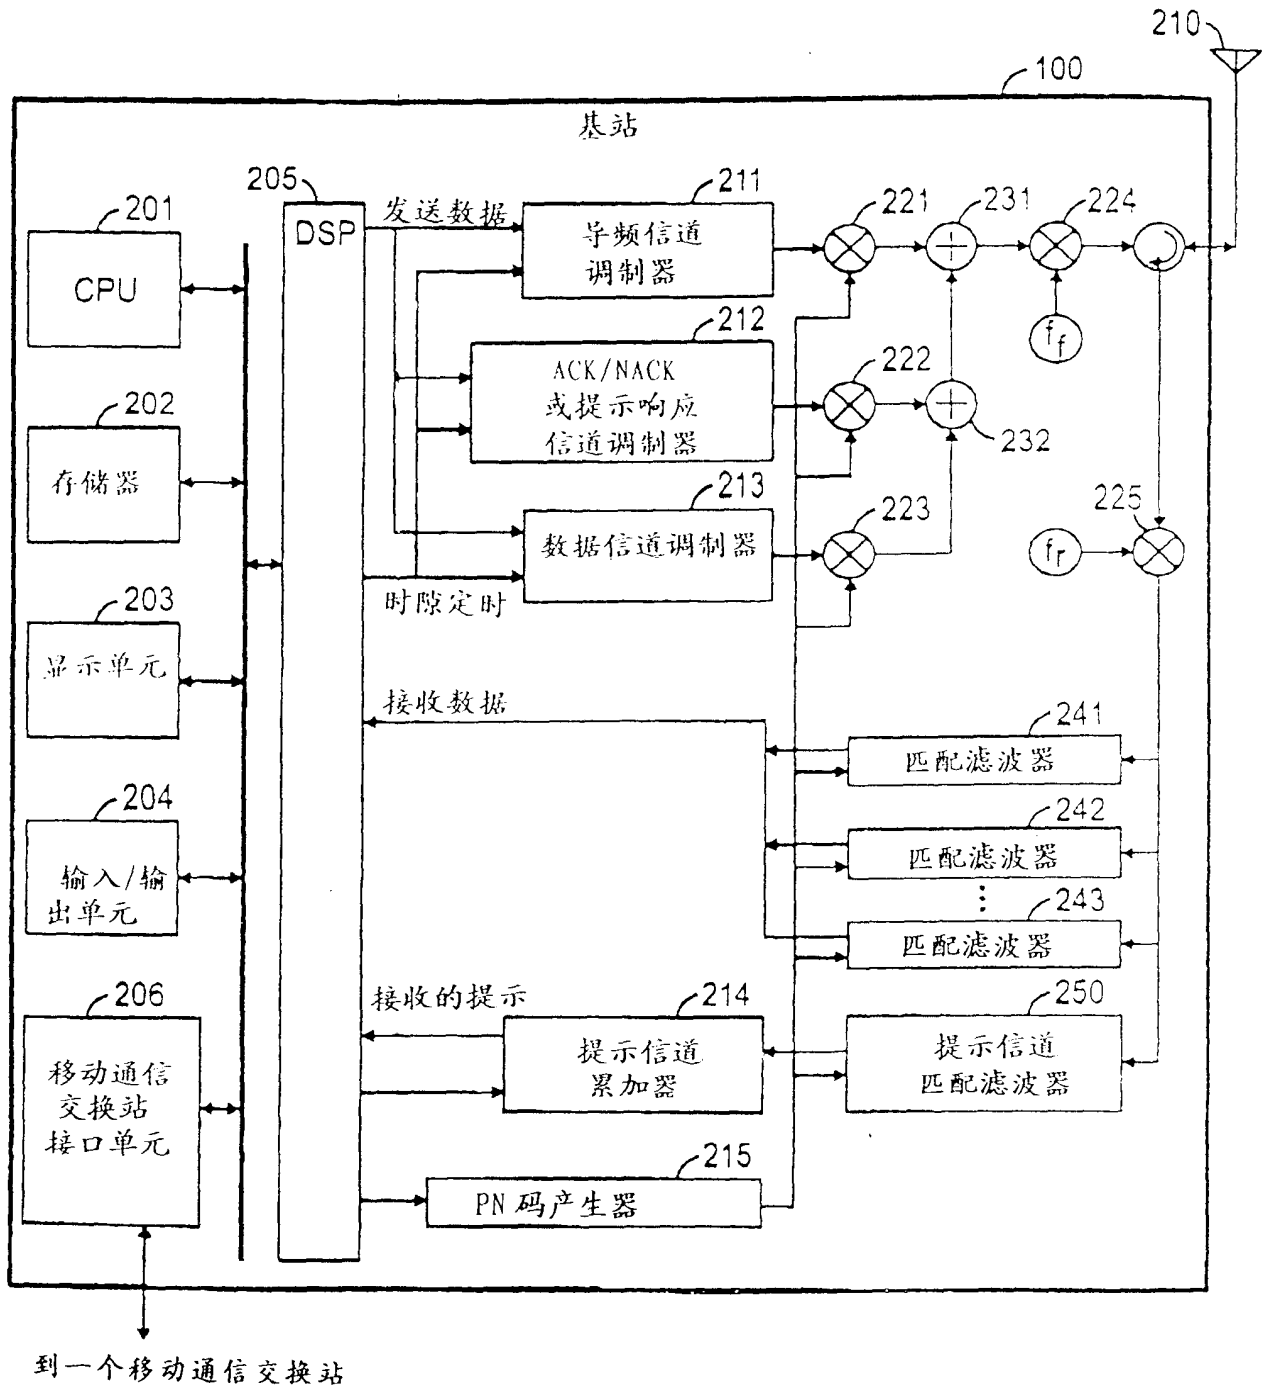 210
100
基站
205
211
221
231
224
201
发送数据
DSP
导频信道
调制器
CPU
212
f_f
202
ACK/NACK
或提示响应
信道调制器
222
232
存储器
213
223
225
数据信道调制器
f_r
203
时隙定时
显示单元
接收数据
241
匹配滤波器
204
242
匹配滤波器
输入/输
出单元
243
匹配滤波器
206
接收的提示
214
250
移动通信
交换站
接口单元
提示信道
累加器
提示信道
匹配滤波器
215
PN 码产生器
到一个移动通信交换站